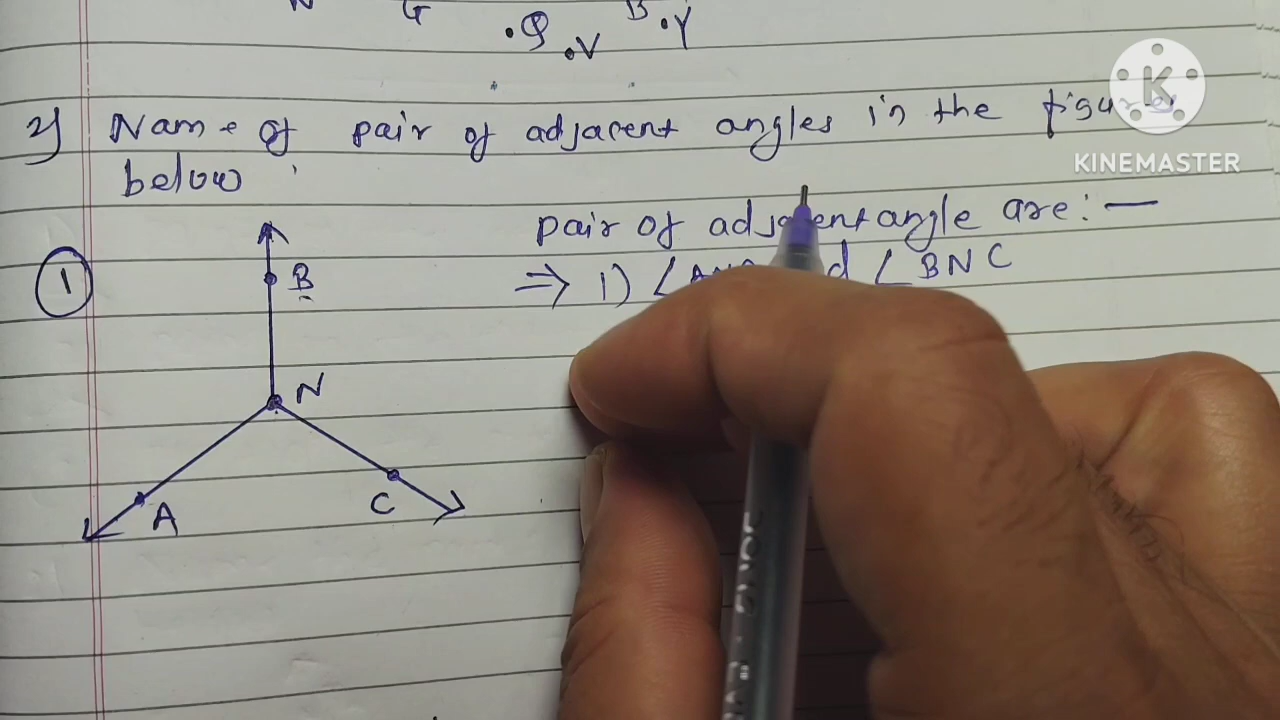 G
.Q .V B .Y
2) Name of pair of adjacent angles in the figures
below
pair of adjacent angle are:—
⇒ 1) ∠ ∠BNC
1
B
N
A
C
K
KINEMASTER